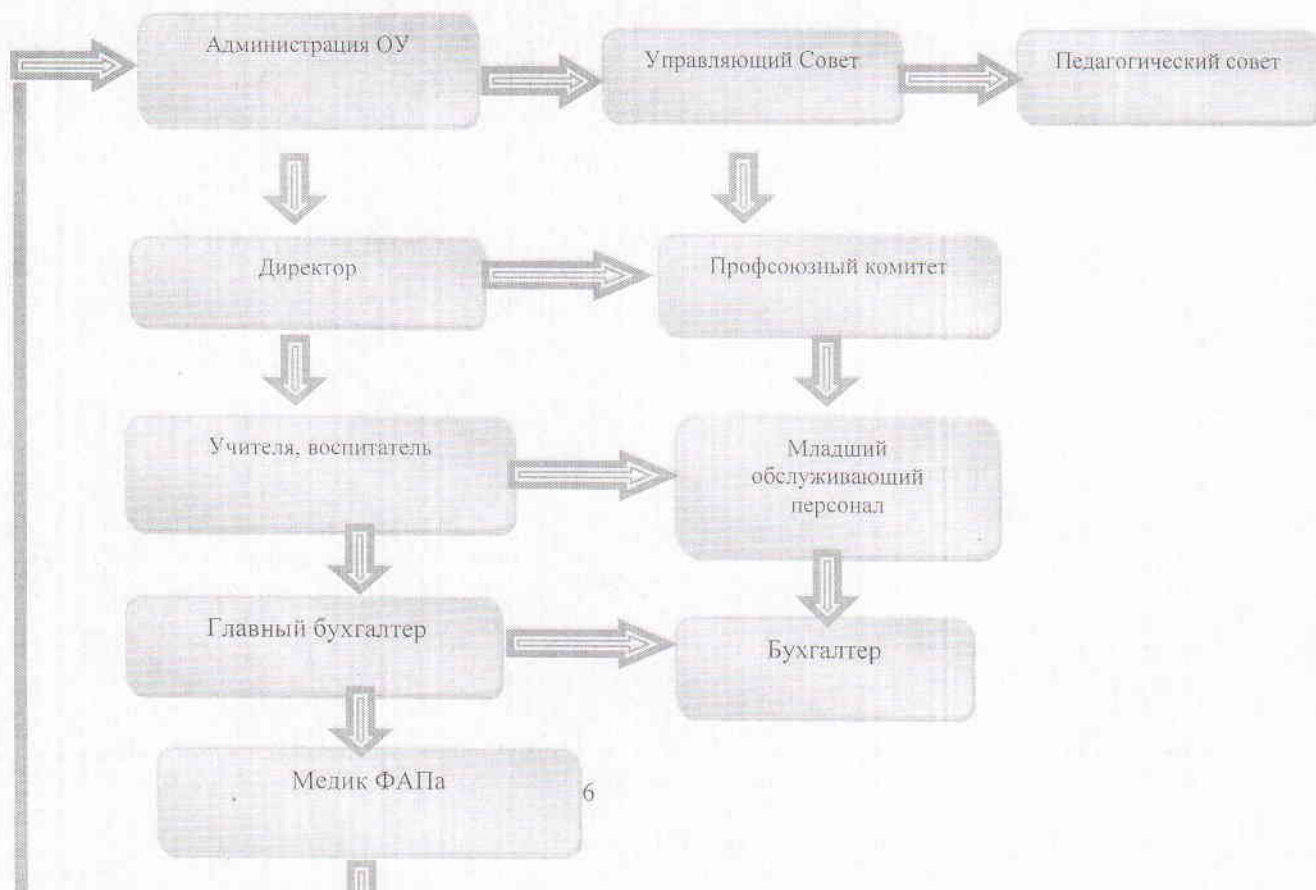 Администрация ОУ
Управляющий Совет
Педагогический совет
Директор
Профсоюзный комитет
Учителя, воспитатель
Младший
обслуживающий
персонал
Главный бухгалтер
Бухгалтер
Медик ФАПа
6